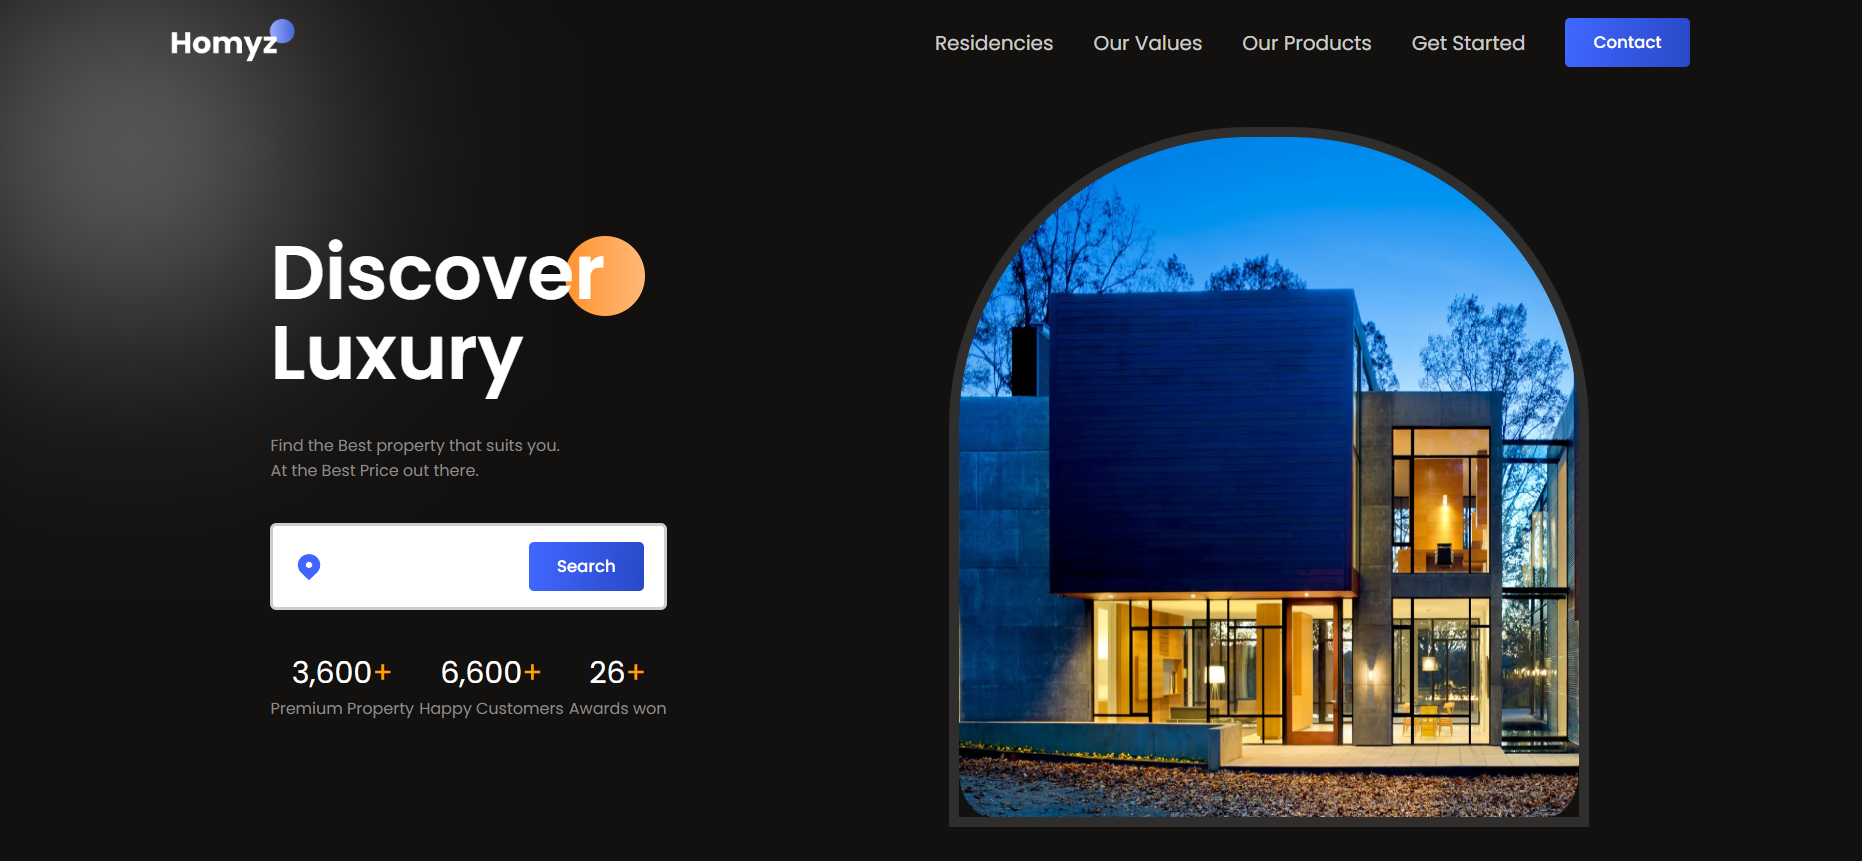 Homyz
Residencies
Our Values
Our Products
Get Started
Contact
Discover
Luxury
Find the Best property that suits you.
At the Best Price out there.
Search
3,600+
Premium Property
6,600+
Happy Customers
26+
Awards won